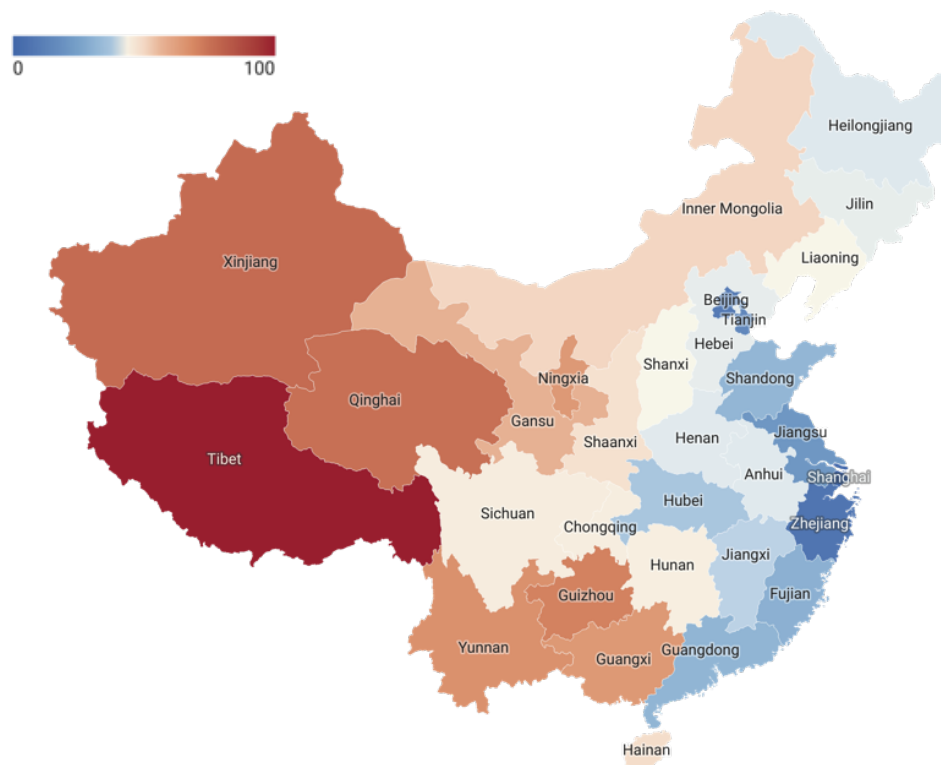 0 100
Heilongjiang
Jilin
Inner Mongolia
Liaoning
Xinjiang
Beijing
Tianjin
Hebei
Shanxi
Ningxia
Shandong
Qinghai
Gansu
Jiangsu
Shaanxi
Henan
Tibet
Anhui
Shanghai
Hubei
Sichuan
Zhejiang
Chongqing
Jiangxi
Hunan
Guizhou
Fujian
Yunnan
Guangdong
Guangxi
Hainan